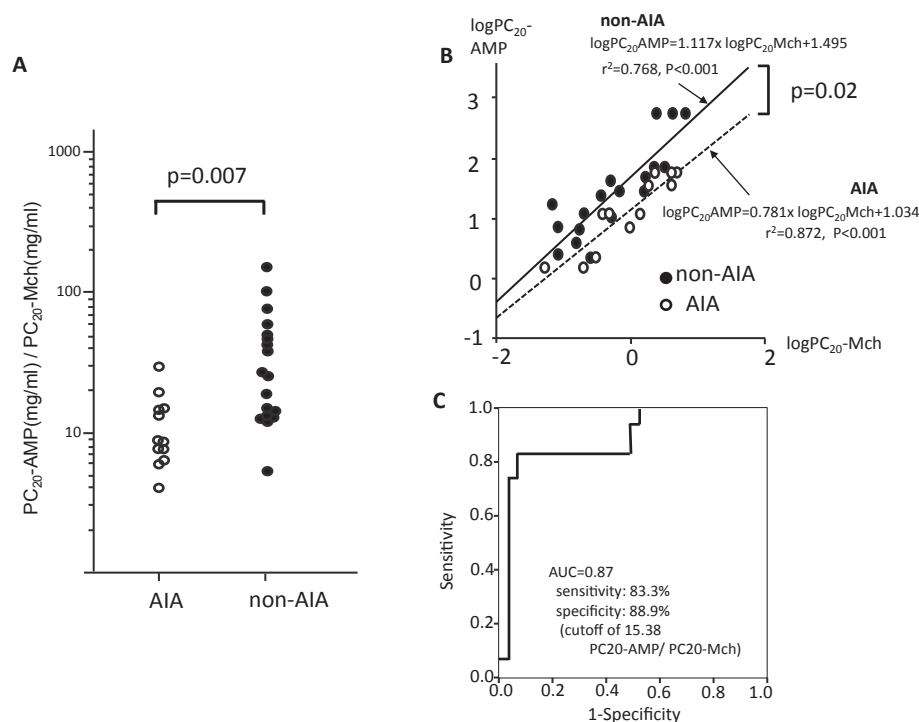 A
PC20-AMP(mg/ml) / PC20-Mch(mg/ml)
1000
100
10
p=0.007
AIA
non-AIA
B
logPC20-
AMP
non-AIA
logPC20AMP=1.117x logPC20Mch+1.495
r2=0.768, P<0.001
p=0.02
3
2
1
0
-1
AIA
logPC20AMP=0.781x logPC20Mch+1.034
r2=0.872, P<0.001
non-AIA
AIA
-2
0
2
logPC20-Mch
C
Sensitivity
1.0
0.8
0.6
0.4
0.2
0
AUC=0.87
sensitivity: 83.3%
specificity: 88.9%
(cutoff of 15.38
PC20-AMP/ PC20-Mch)
0.0
0.2
0.4
0.6
0.8
1.0
1-Specificity